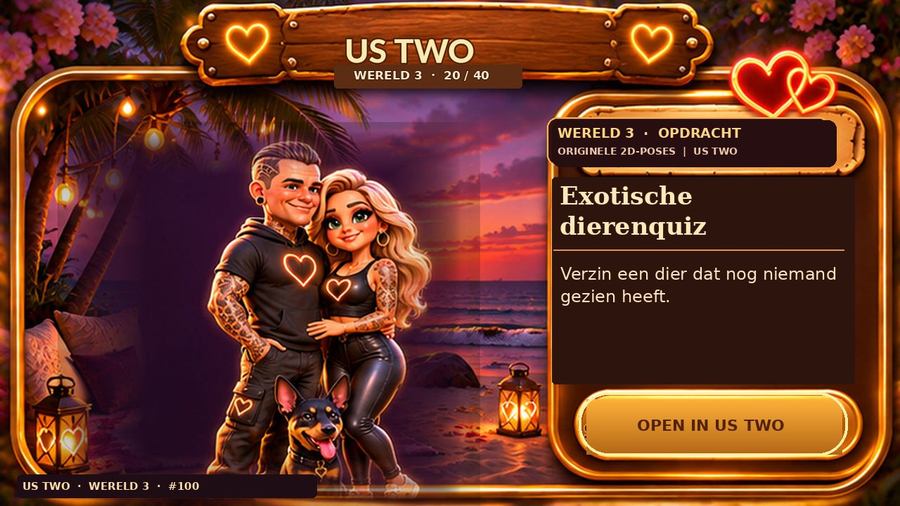 US TWO
WERELD 3 · 20 / 40
WERELD 3 · OPDRACHT
ORIGINELE 2D-POSES | US TWO
Exotische
dierenquiz
Verzin een dier dat nog niemand
gezien heeft.
OPEN IN US TWO
US TWO · WERELD 3 · #100